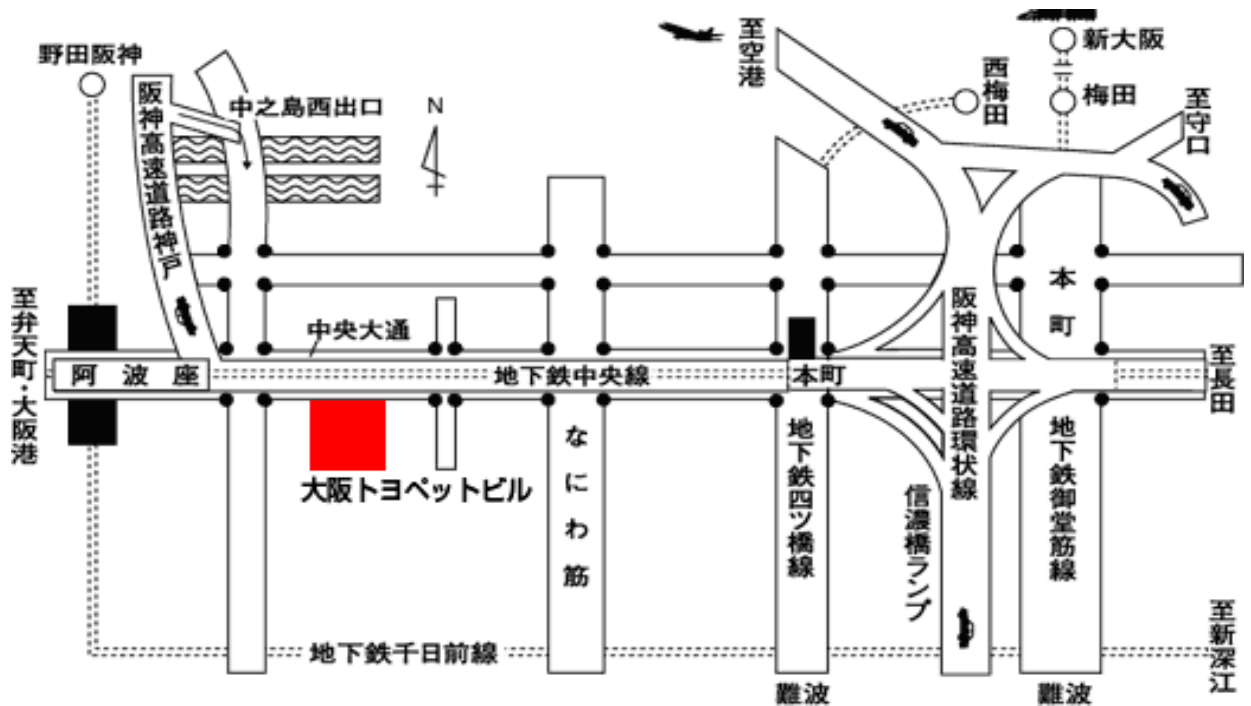 野田阪神
中之島西出口
阪神高速道路神戸
N
至空港
西梅田
新大阪
梅田
至守口
至弁天町・大阪港
阿波座
中央大通
地下鉄中央線
本町
阪神高速道路環状線
本町
至長田
大阪トヨペットビル
なにわ筋
地下鉄四ツ橋線
信濃橋ランプ
地下鉄御堂筋線
地下鉄千日前線
至新深江
難波
難波